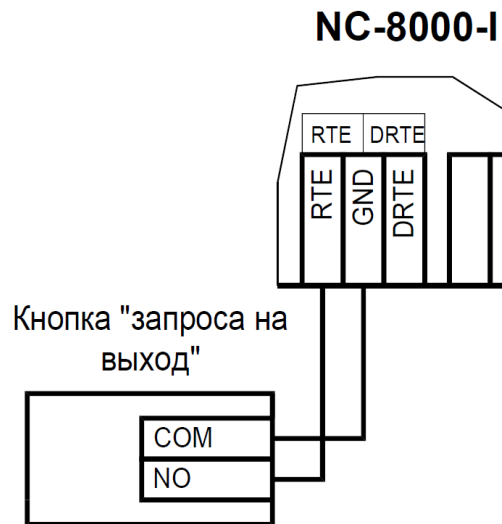 NC-8000-I
RTE DRTE
RTE GND DRTE
Кнопка "запроса на
выход"
COM
NO